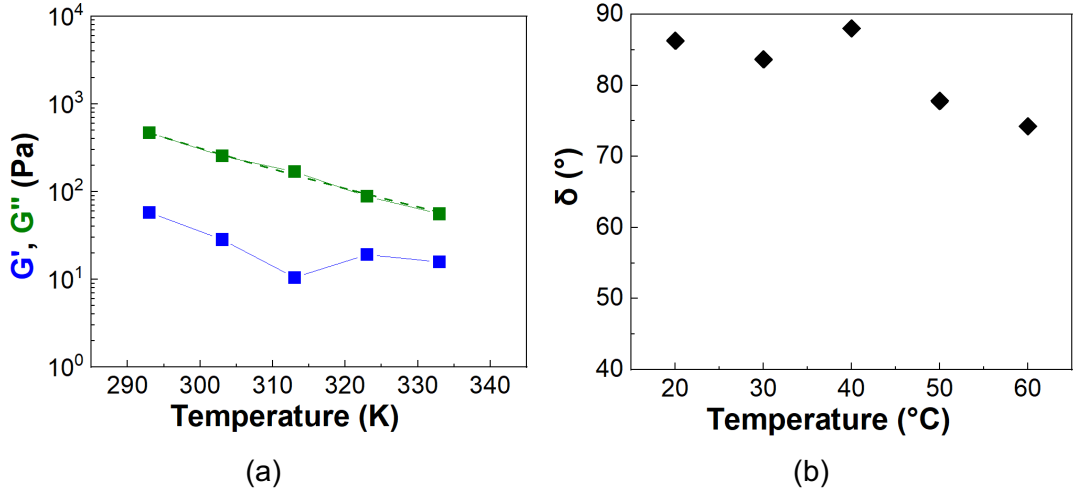 10⁴
10³
10²
10¹
10⁰
G', G'' (Pa)
290 300 310 320 330 340
Temperature (K)
(a)
90
80
70
60
50
40
δ (°)
20 30 40 50 60
Temperature (°C)
(b)